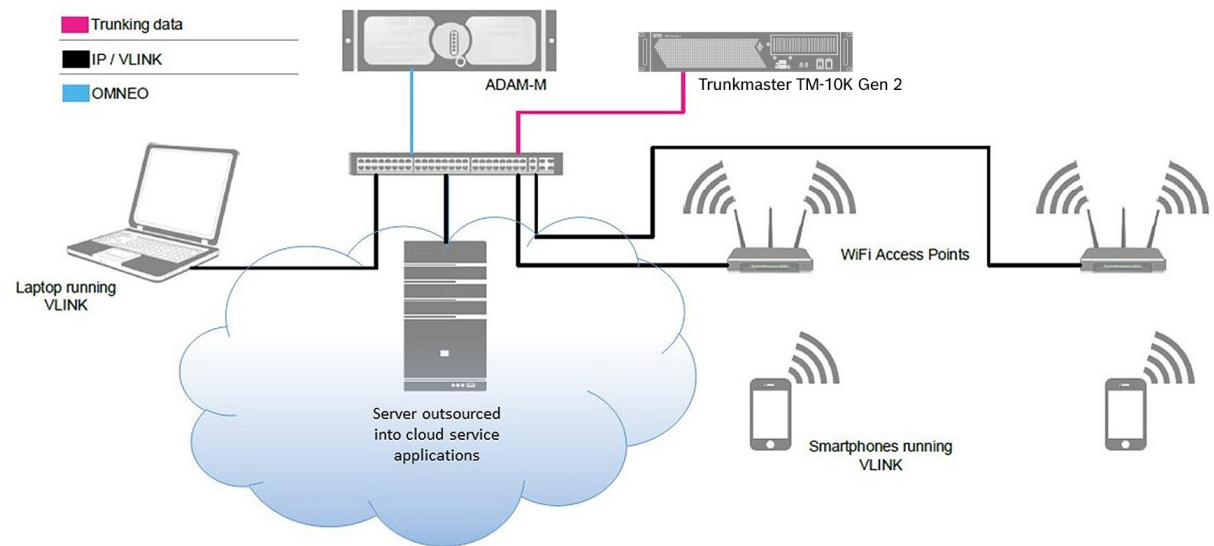 Trunking data
IP / VLINK
OMNEO
ADAM-M
Trunkmaster TM-10K Gen 2
WiFi Access Points
Laptop running
VLINK
Server outsourced
into cloud service
applications
Smartphones running
VLINK